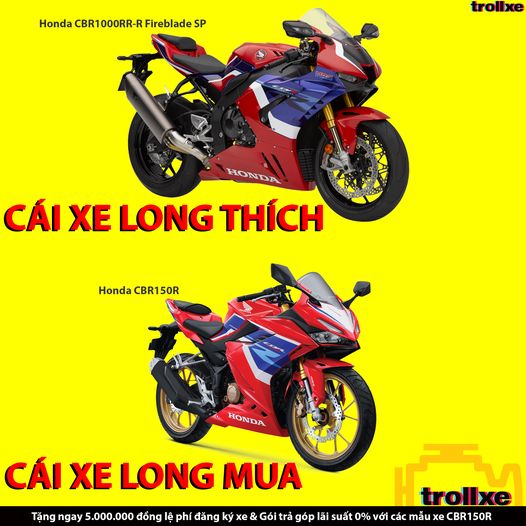 trollxe
Honda CBR1000RR-R Fireblade SP
HONDA
CÁI XE LONG THÍCH
Honda CBR150R
HONDA
CÁI XE LONG MUA
trollxe
Tặng ngay 5.000.000 đồng lệ phí đăng ký xe & Gói trả góp lãi suất 0% với các mẫu xe CBR150R